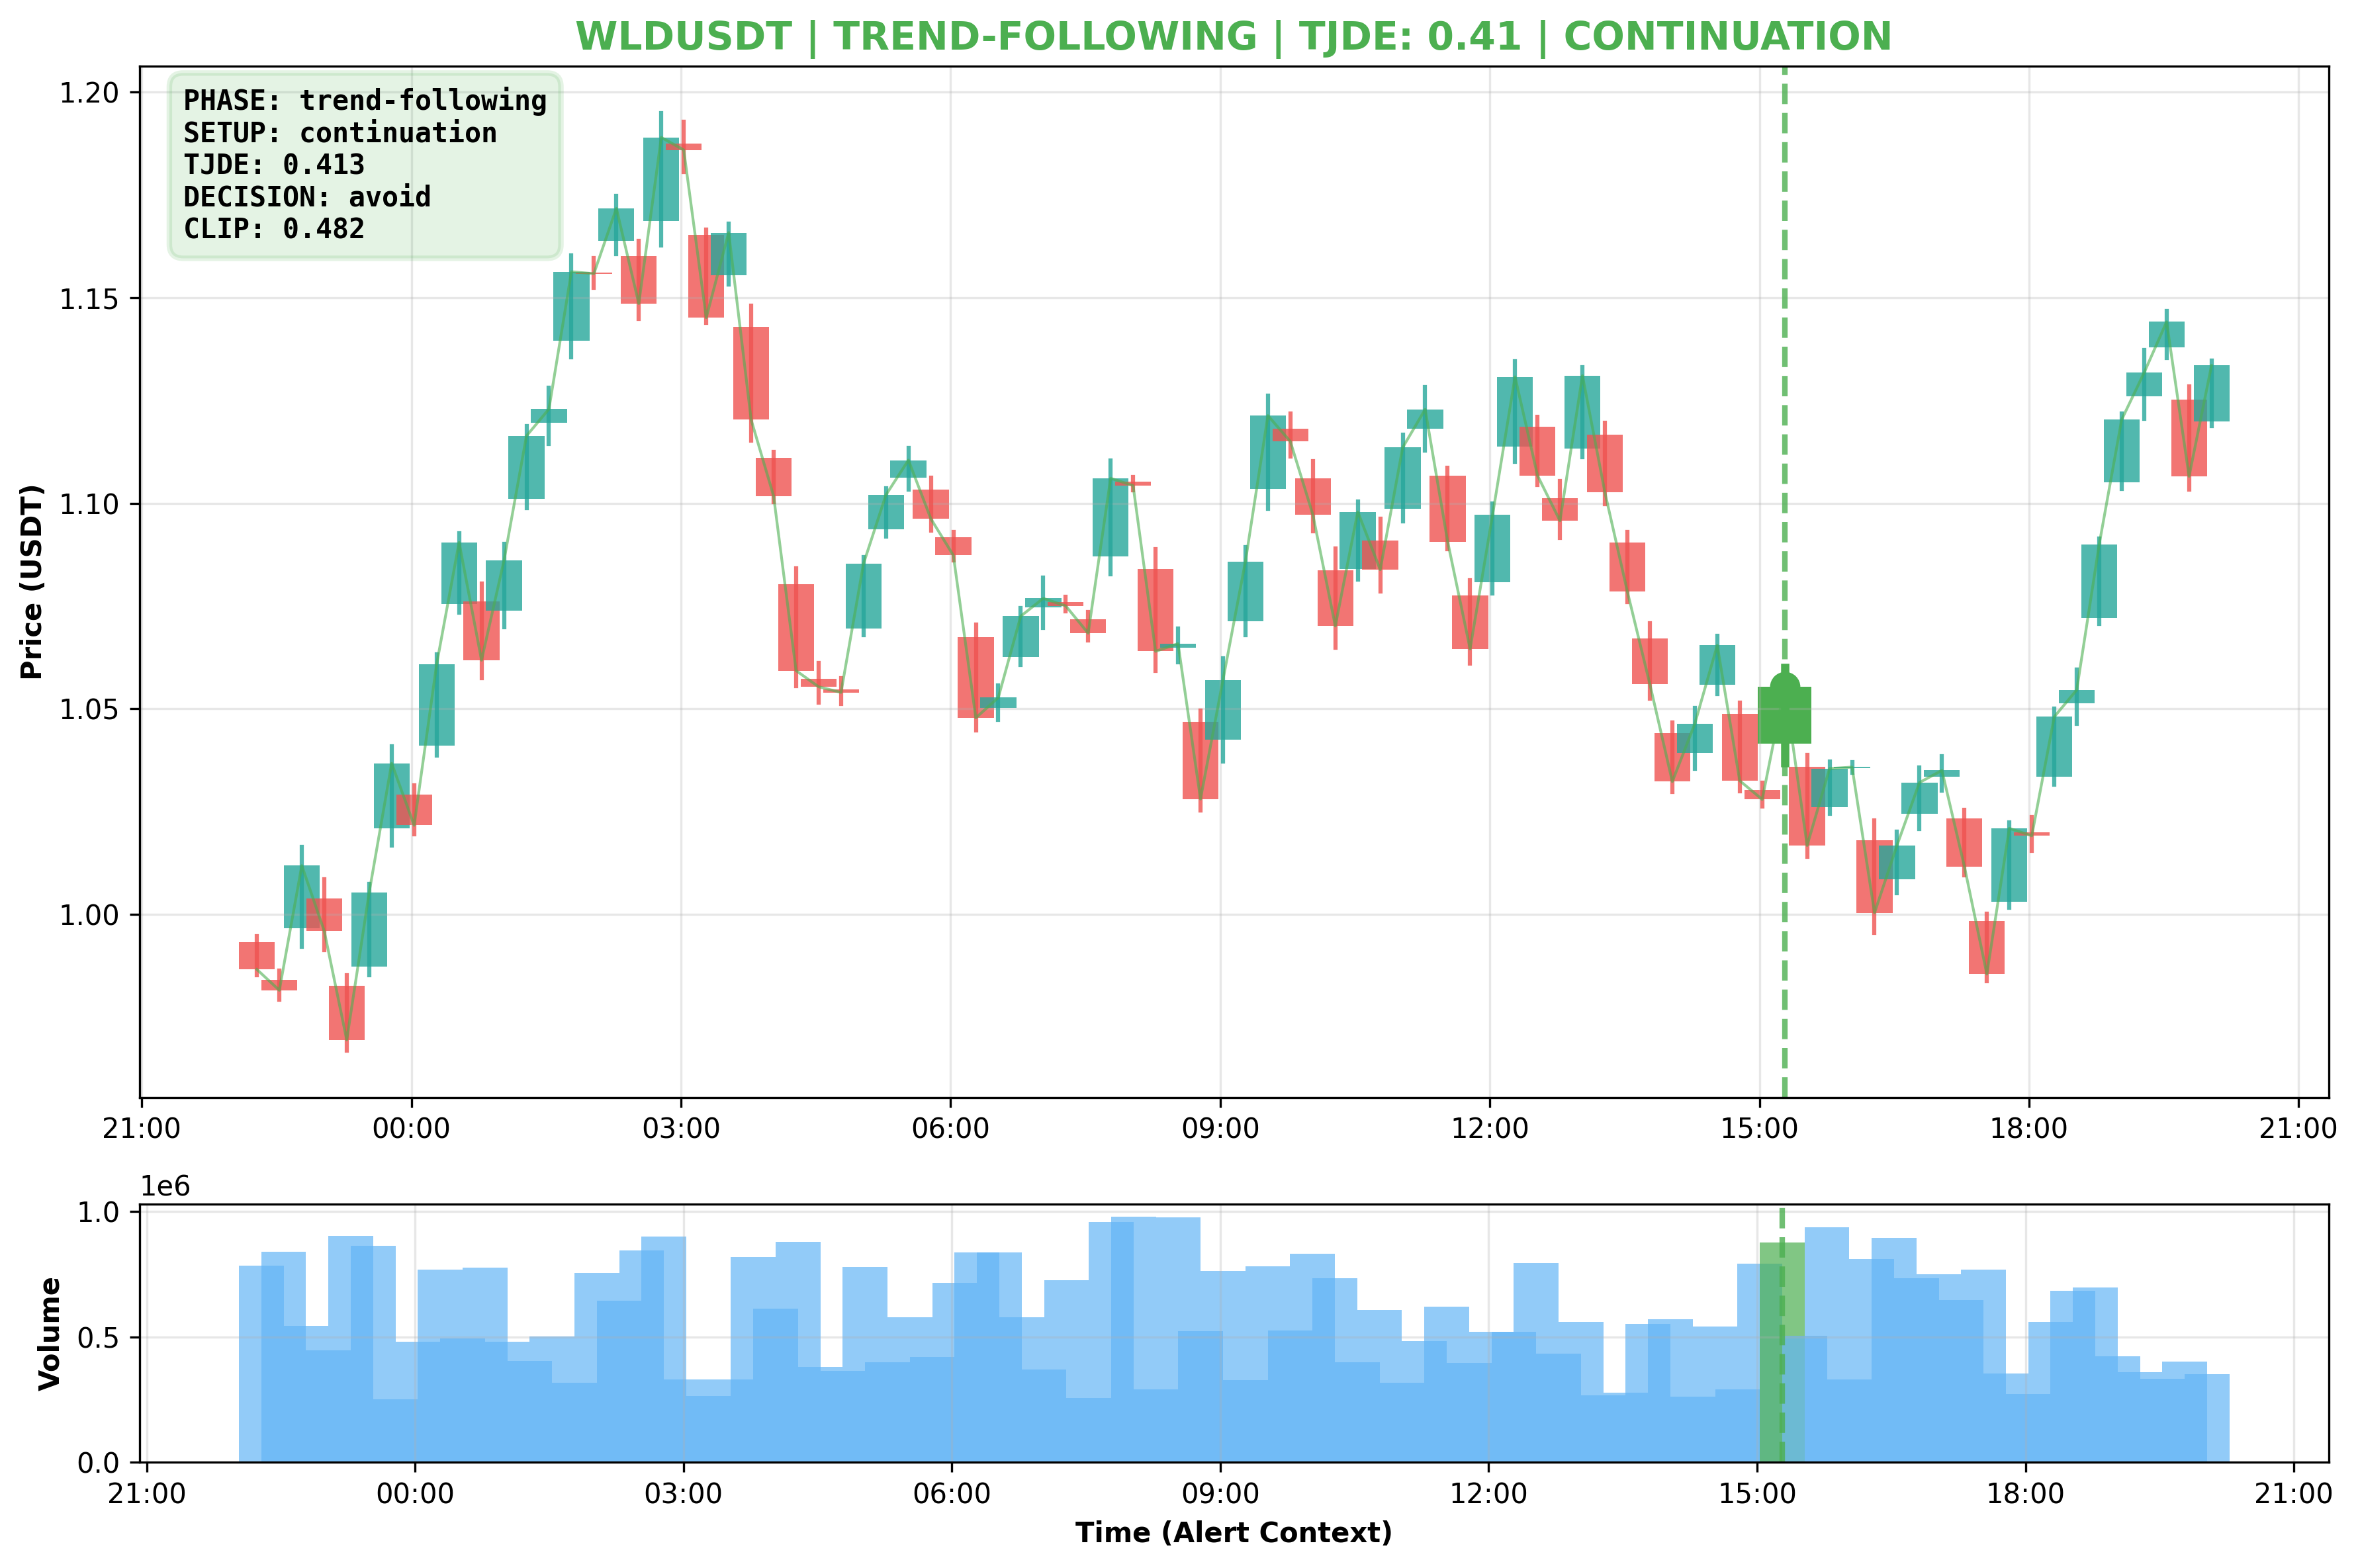 WLDUSDT | TREND-FOLLOWING | TJDE: 0.41 | CONTINUATION
PHASE: trend-following
SETUP: continuation
TJDE: 0.413
DECISION: avoid
CLIP: 0.482
Price (USDT)
1.20
1.15
1.10
1.05
1.00
21:00 00:00 03:00 06:00 09:00 12:00 15:00 18:00 21:00
1e6
Volume
1.0
0.5
0.0
21:00 00:00 03:00 06:00 09:00 12:00 15:00 18:00 21:00
Time (Alert Context)